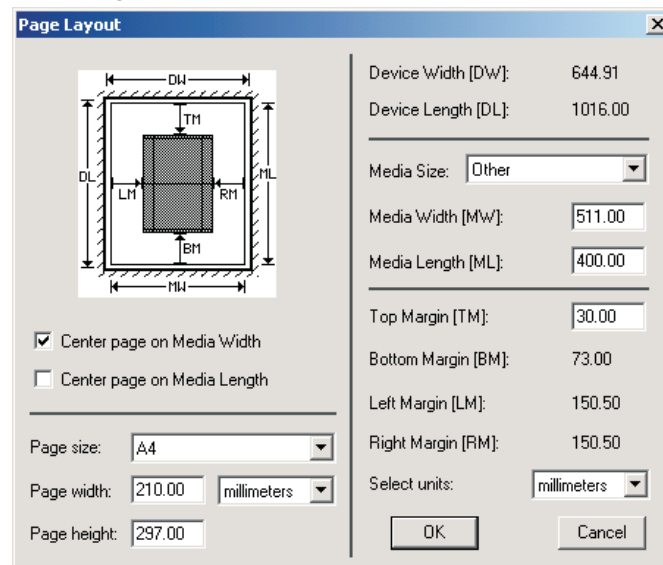 Page Layout
DW
TM
DL
ML
LM
RM
BM
MW
Center page on Media Width
Center page on Media Length
Page size: A4
Page width: 210.00 millimeters
Page height: 297.00
Device Width [DW]: 644.91
Device Length [DL]: 1016.00
Media Size: Other
Media Width [MW]: 511.00
Media Length [ML]: 400.00
Top Margin [TM]: 30.00
Bottom Margin [BM]: 73.00
Left Margin [LM]: 150.50
Right Margin [RM]: 150.50
Select units: millimeters
OK Cancel